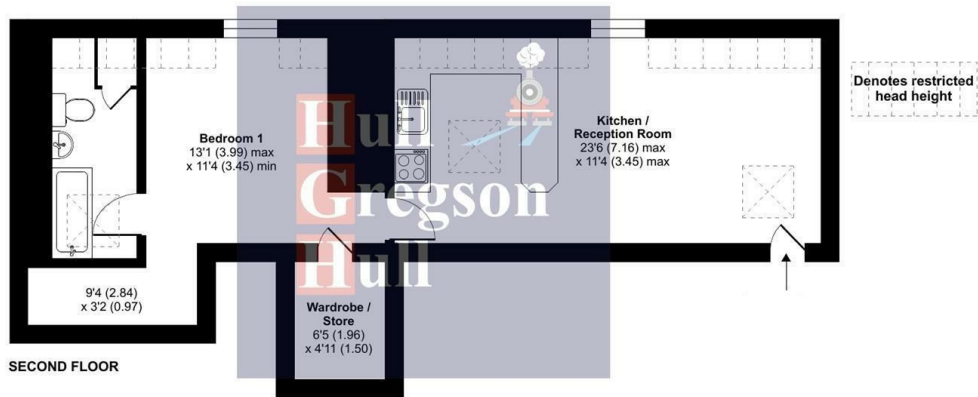 Denotes restricted
head height
Bedroom 1
13'1 (3.99) max
x 11'4 (3.45) min
Kitchen /
Reception Room
23'6 (7.16) max
x 11'4 (3.45) max
Hull
Gregson
Hull
9'4 (2.84)
x 3'2 (0.97)
Wardrobe /
Store
6'5 (1.96)
x 4'11 (1.50)
SECOND FLOOR